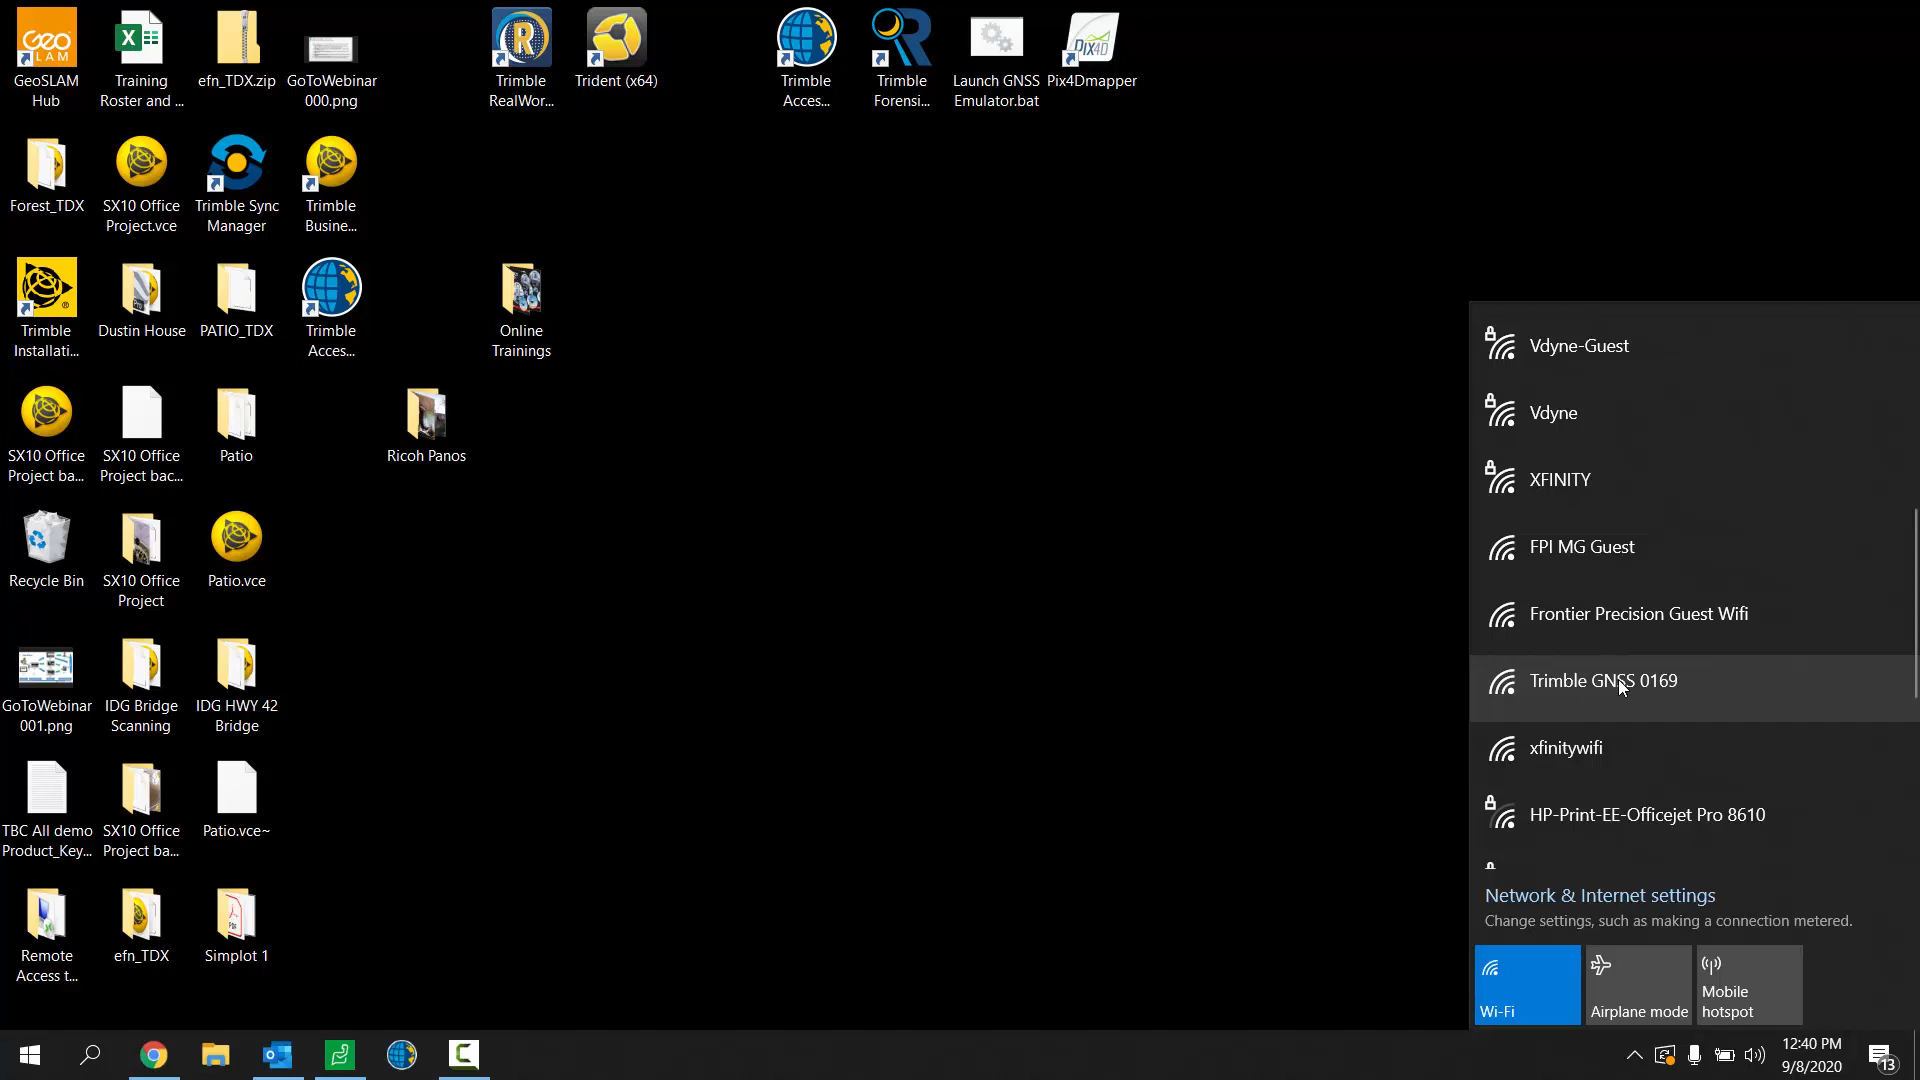 GeoSLAM
Hub
Training
Roster and ...
efn_TDX.zip
GoToWebinar
000.png
Trimble
RealWor...
Trident (x64)
Trimble
Acces...
Trimble
Forensi...
Launch GNSS
Emulator.bat
Pix4Dmapper
Forest_TDX
SX10 Office
Project.vce
Trimble Sync
Manager
Trimble
Busine...
Trimble
Installati...
Dustin House
PATIO_TDX
Trimble
Acces...
Online
Trainings
SX10 Office
Project ba...
SX10 Office
Project bac...
Patio
Ricoh Panos
Recycle Bin
SX10 Office
Project
Patio.vce
GoToWebinar
001.png
IDG Bridge
Scanning
IDG HWY 42
Bridge
TBC All demo
Product_Key...
SX10 Office
Project ba...
Patio.vce~
Remote
Access t...
efn_TDX
Simplot 1
Vdyne-Guest
Vdyne
XFINITY
FPI MG Guest
Frontier Precision Guest Wifi
Trimble GNSS 0169
xfinitywifi
HP-Print-EE-Officejet Pro 8610
Network & Internet settings
Change settings, such as making a connection metered.
Wi-Fi
Airplane mode
Mobile
hotspot
12:40 PM
9/8/2020
13